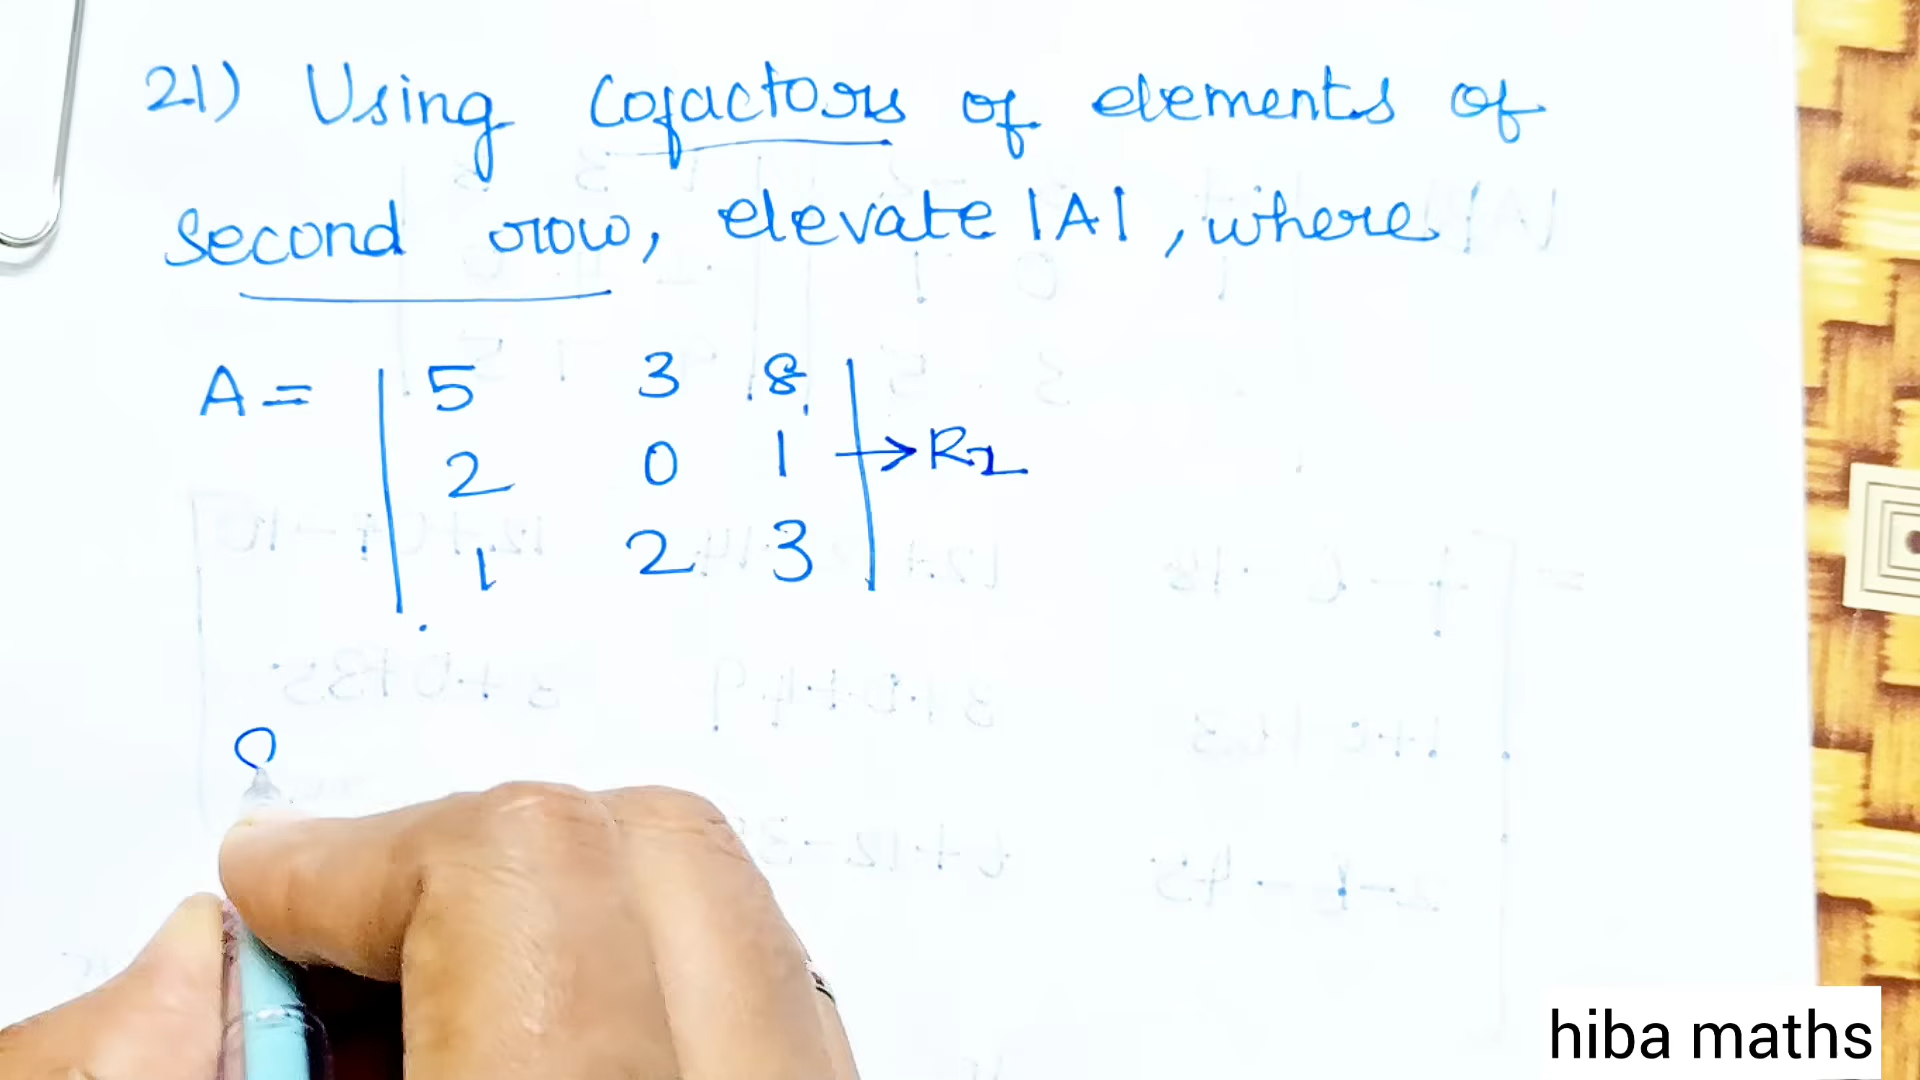 21) Using cofactors of elements of
second row, elevate |A|, where
A = | 5 3 8 |
2 0 1 → R2
1 2 3
hiba maths